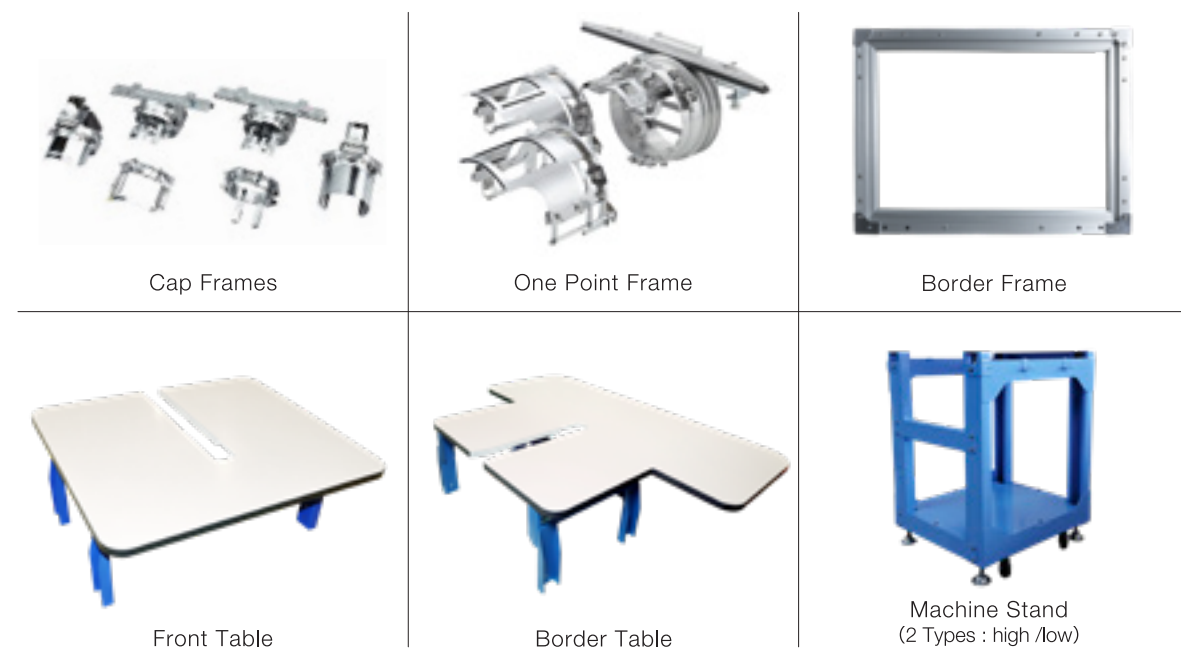 Cap Frames
One Point Frame
Border Frame
Front Table
Border Table
Machine Stand
(2 Types : high /low)